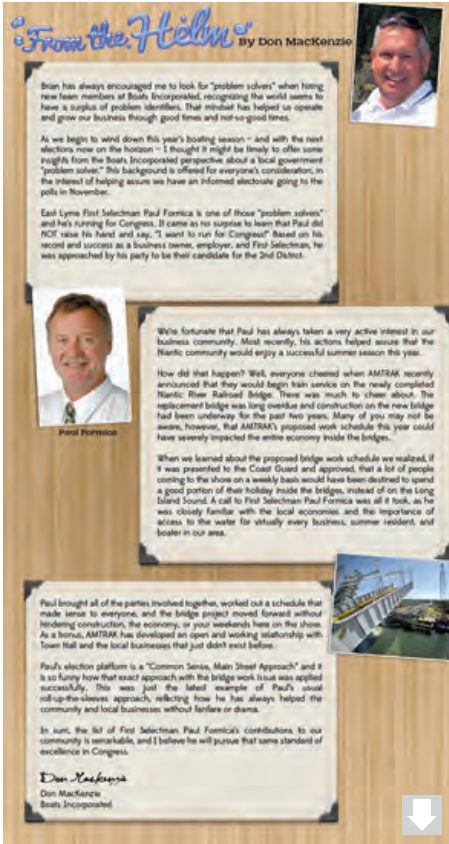 From the Helm By Don MacKenzie
Brian has always encouraged me to look for "problem solvers" when hiring
new team members at Boats Incorporated, recognizing the world seems to
have a surplus of problem identifiers. That mindset has helped us operate
and grow our business through good times and not-so-good times.
As we begin to wind down this year's boating season – and with the next
elections now on the horizon – I thought it might be timely to offer some
insights from the Boats Incorporated perspective about a local government
"problem solver." This background is offered for everyone's consideration, in
the interest of helping assure we have an informed electorate going to the
polls in November.
East Lyme First Selectman Paul Formica is one of those "problem solvers"
and he's running for Congress. It came as no surprise to learn that Paul did
NOT raise his hand and say, "I want to run for Congress!" Based on his
record and success as a business owner, employer, and First Selectman, he
was approached by his party to be their candidate for the 2nd District.
Paul Formica
We're fortunate that Paul has always taken a very active interest in our
business community. Most recently, his actions helped assure that the
Niantic community would enjoy a successful summer season this year.
How did that happen? Well, everyone cheered when AMTRAK recently
announced that they would begin train service on the newly completed
Niantic River Railroad Bridge. There was much to cheer about. The
replacement bridge was long overdue and construction on the new bridge
had been underway for the past two years. Many of you may not be
aware, however, that AMTRAK's proposed work schedule this year could
have severely impacted the entire economy inside the bridges.
When we learned about the proposed bridge work schedule we realized, if
it was presented to the Coast Guard and approved, that a lot of people
coming to the shore on a weekly basis would have been destined to spend
a good portion of their holiday inside the bridges, instead of on the Long
Island Sound. A call to First Selectman Paul Formica was all it took, as he
was closely familiar with the local economies and the importance of
access to the water for virtually every business, summer resident, and
boater in our area.
Paul brought all of the parties involved together, worked out a schedule that
made sense to everyone, and the bridge project moved forward without
hindering construction, the economy, or your weekends here on the shore.
As a bonus, AMTRAK has developed an open and working relationship with
Town Hall and the local businesses that just didn't exist before.
Paul's election platform is a "Common Sense, Main Street Approach" and it
is so funny how that exact approach with the bridge work issue was applied
successfully. This was just the latest example of Paul's usual
roll-up-the-sleeves approach, reflecting how he has always helped the
community and local businesses without fanfare or drama.
In sum, the list of First Selectman Paul Formica's contributions to our
community is remarkable, and I believe he will pursue that same standard of
excellence in Congress.
Don MacKenzie
Don MacKenzie
Boats Incorporated